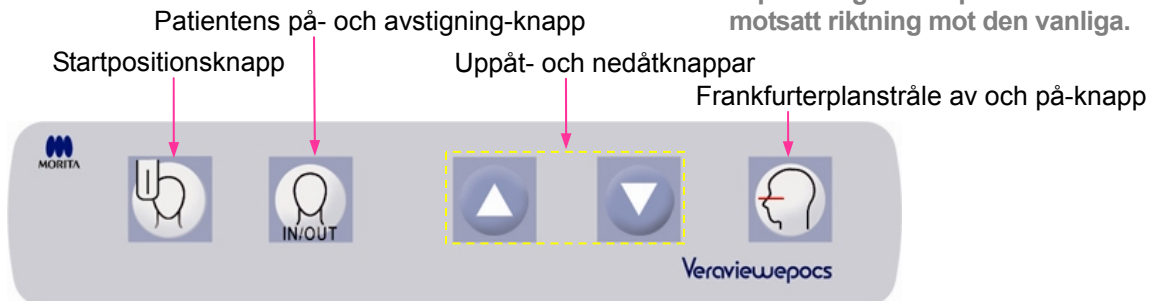 motsatt riktning mot den vanliga.
Patientens på- och avstigning-knapp
Startpositionsknapp
Uppåt- och nedåtknappar
Frankfurterplanstråle av och på-knapp
MORITA
IN/OUT
Veraviewepocs